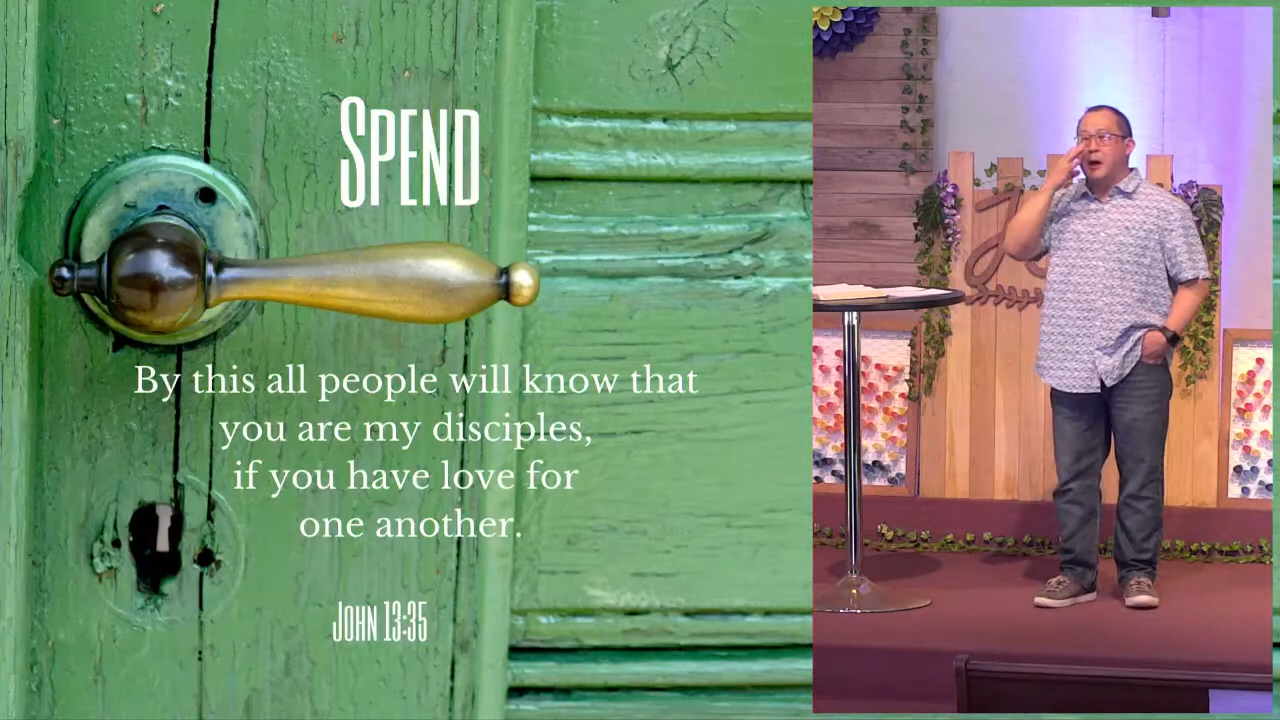 Spend
By this all people will know that
you are my disciples,
if you have love for
one another.
John 13:35